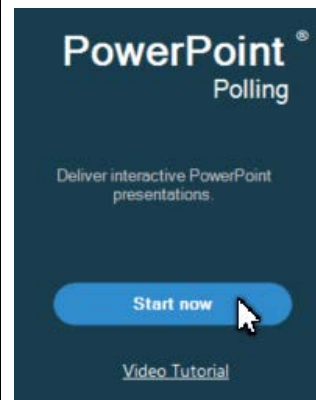 PowerPoint ®
Polling
Deliver interactive PowerPoint
presentations.
Start now
Video Tutorial